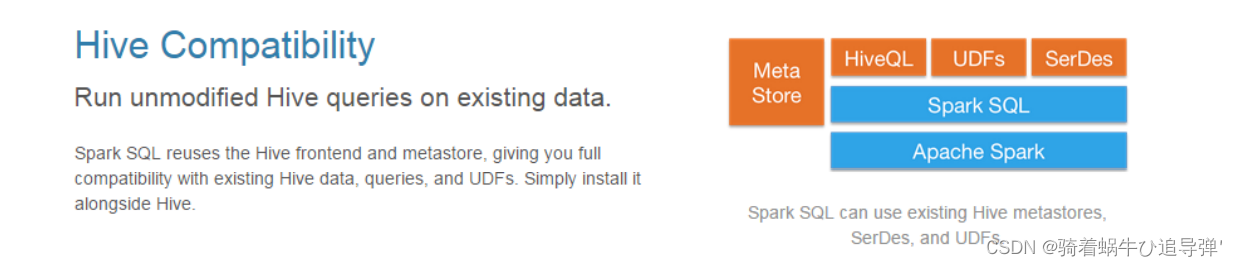 Hive Compatibility
Run unmodified Hive queries on existing data.
Spark SQL reuses the Hive frontend and metastore, giving you full
compatibility with existing Hive data, queries, and UDFs. Simply install it
alongside Hive.
Meta
Store
HiveQL
UDFs
SerDes
Spark SQL
Apache Spark
Spark SQL can use existing Hive metastores,
SerDes, and UDFs.
CSDN @骑着蜗牛ひ追导弹'